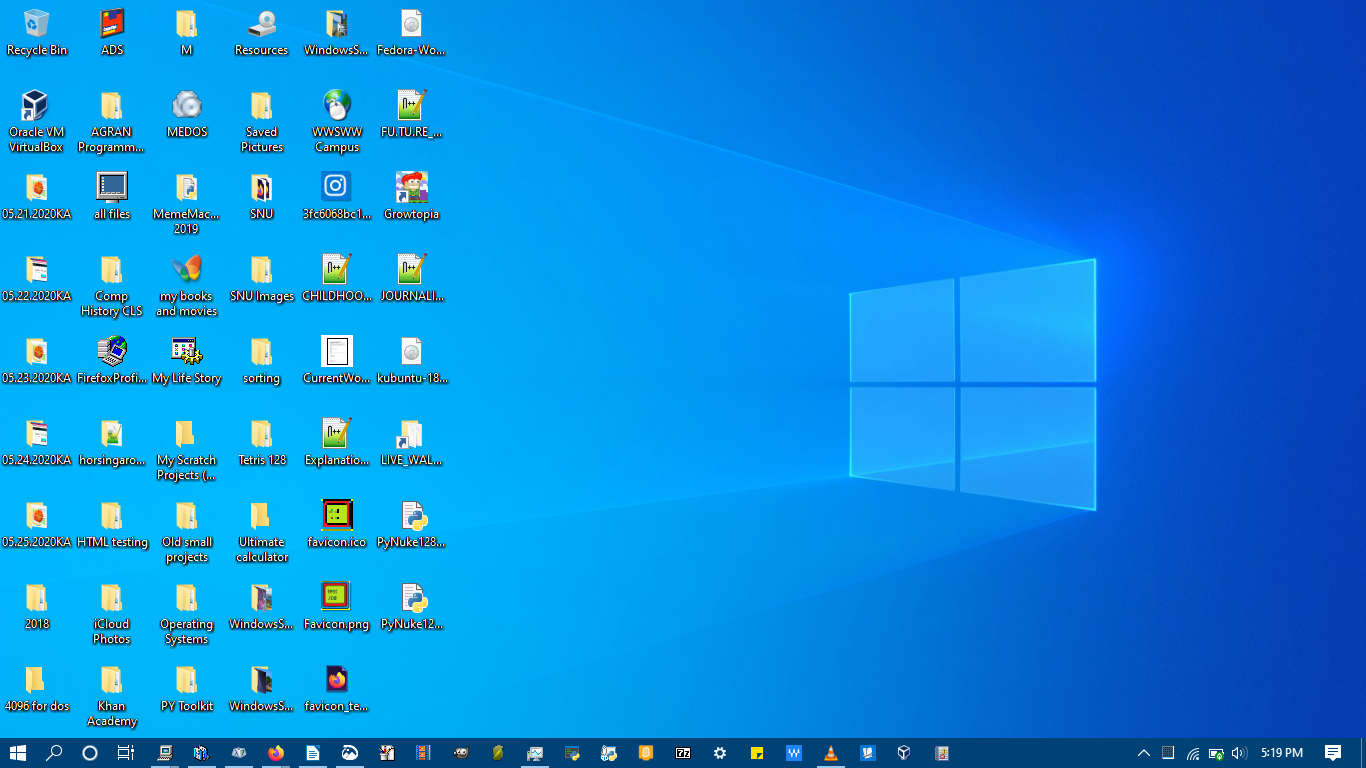 Recycle Bin
ADS
M
Resources
WindowsS...
Fedora-Wo...
Oracle VM
VirtualBox
AGRAN
Programm...
MEDOS
Saved
Pictures
WWSWW
Campus
FU.TU.RE_...
05.21.2020KA
all files
MemeMac...
2019
SNU
3fc6068bc1...
Growtopia
05.22.2020KA
Comp
History CLS
my books
and movies
SNU Images
CHILDHOO...
JOURNALI...
05.23.2020KA
FirefoxProfi...
My Life Story
sorting
CurrentWo...
kubuntu-18...
05.24.2020KA
horsingaro...
My Scratch
Projects (...
Tetris 128
Explanatio...
LIVE_WAL...
05.25.2020KA
HTML testing
Old small
projects
Ultimate
calculator
favicon.ico
PyNuke128...
2018
iCloud
Photos
Operating
Systems
WindowsS...
Favicon.png
PyNuke12...
4096 for dos
Khan
Academy
PY Toolkit
WindowsS...
favicon_te...
5:19 PM